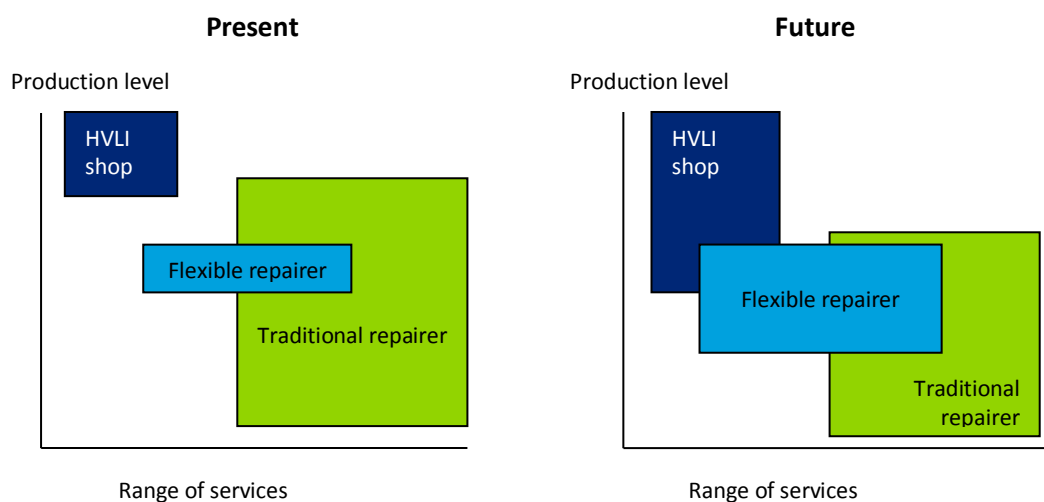 Present
Production level
HVLI
shop
Flexible repairer
Traditional repairer
Range of services
Future
Production level
HVLI
shop
Flexible repairer
Traditional
repairer
Range of services